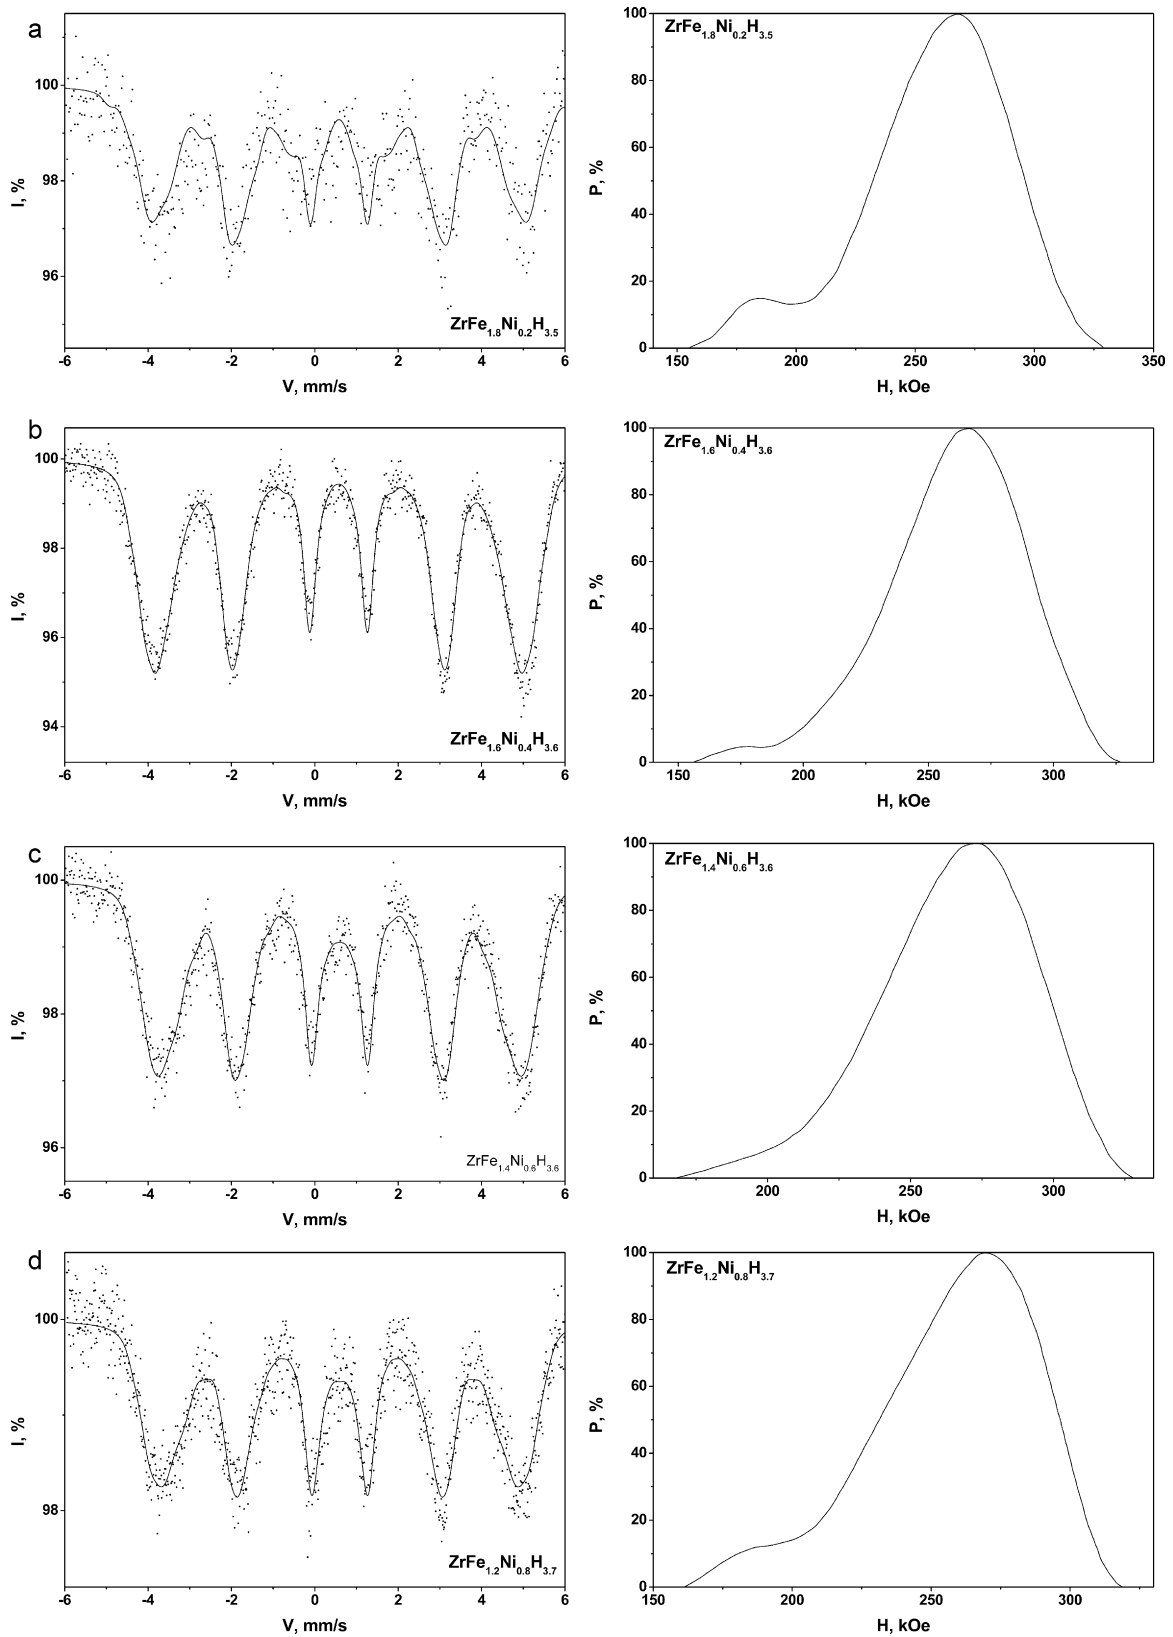 a
ZrFe1.8Ni0.2H3.5
100
98
96
I, %
-6 -4 -2 0 2 4 6
V, mm/s
ZrFe1.8Ni0.2H3.5
100
80
60
40
20
0
P, %
150 200 250 300 350
H, kOe
b
100
98
96
94
I, %
ZrFe1.6Ni0.4H3.6
-6 -4 -2 0 2 4 6
V, mm/s
ZrFe1.6Ni0.4H3.6
100
80
60
40
20
0
P, %
150 200 250 300
H, kOe
c
100
98
96
I, %
ZrFe1.4Ni0.6H3.6
-6 -4 -2 0 2 4 6
V, mm/s
ZrFe1.4Ni0.6H3.6
100
80
60
40
20
0
P, %
200 250 300
H, kOe
d
100
98
I, %
ZrFe1.2Ni0.8H3.7
-6 -4 -2 0 2 4 6
V, mm/s
ZrFe1.2Ni0.8H3.7
100
80
60
40
20
0
P, %
150 200 250 300
H, kOe